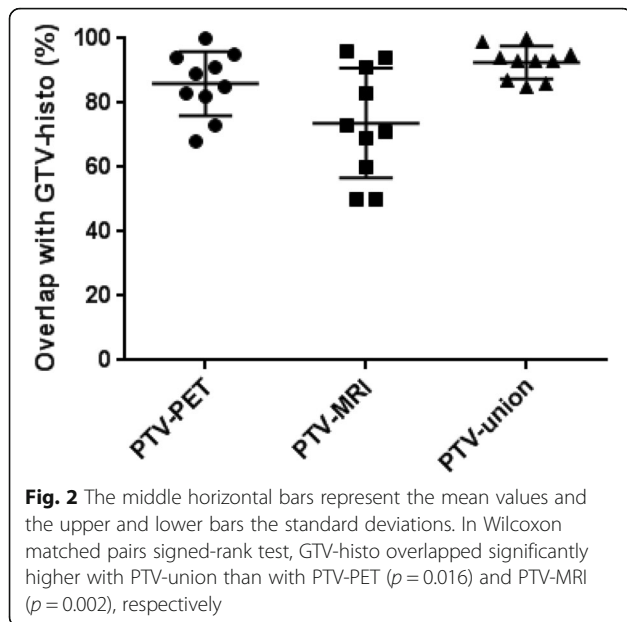 100
80
60
40
20
0
Overlap with GTV-histo (%)
PTV-PET
PTV-MRI
PTV-union
Fig. 2 The middle horizontal bars represent the mean values and
the upper and lower bars the standard deviations. In Wilcoxon
matched pairs signed-rank test, GTV-histo overlapped significantly
higher with PTV-union than with PTV-PET (p = 0.016) and PTV-MRI
(p = 0.002), respectively